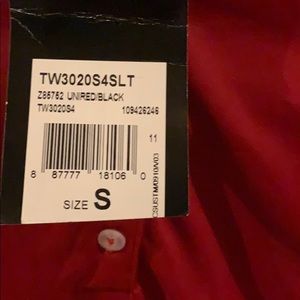 TW3020S4SLT
Z85752 UNIRED/BLACK
TW3020S4 109426246
11
8 87777 18106 0
SIZE S